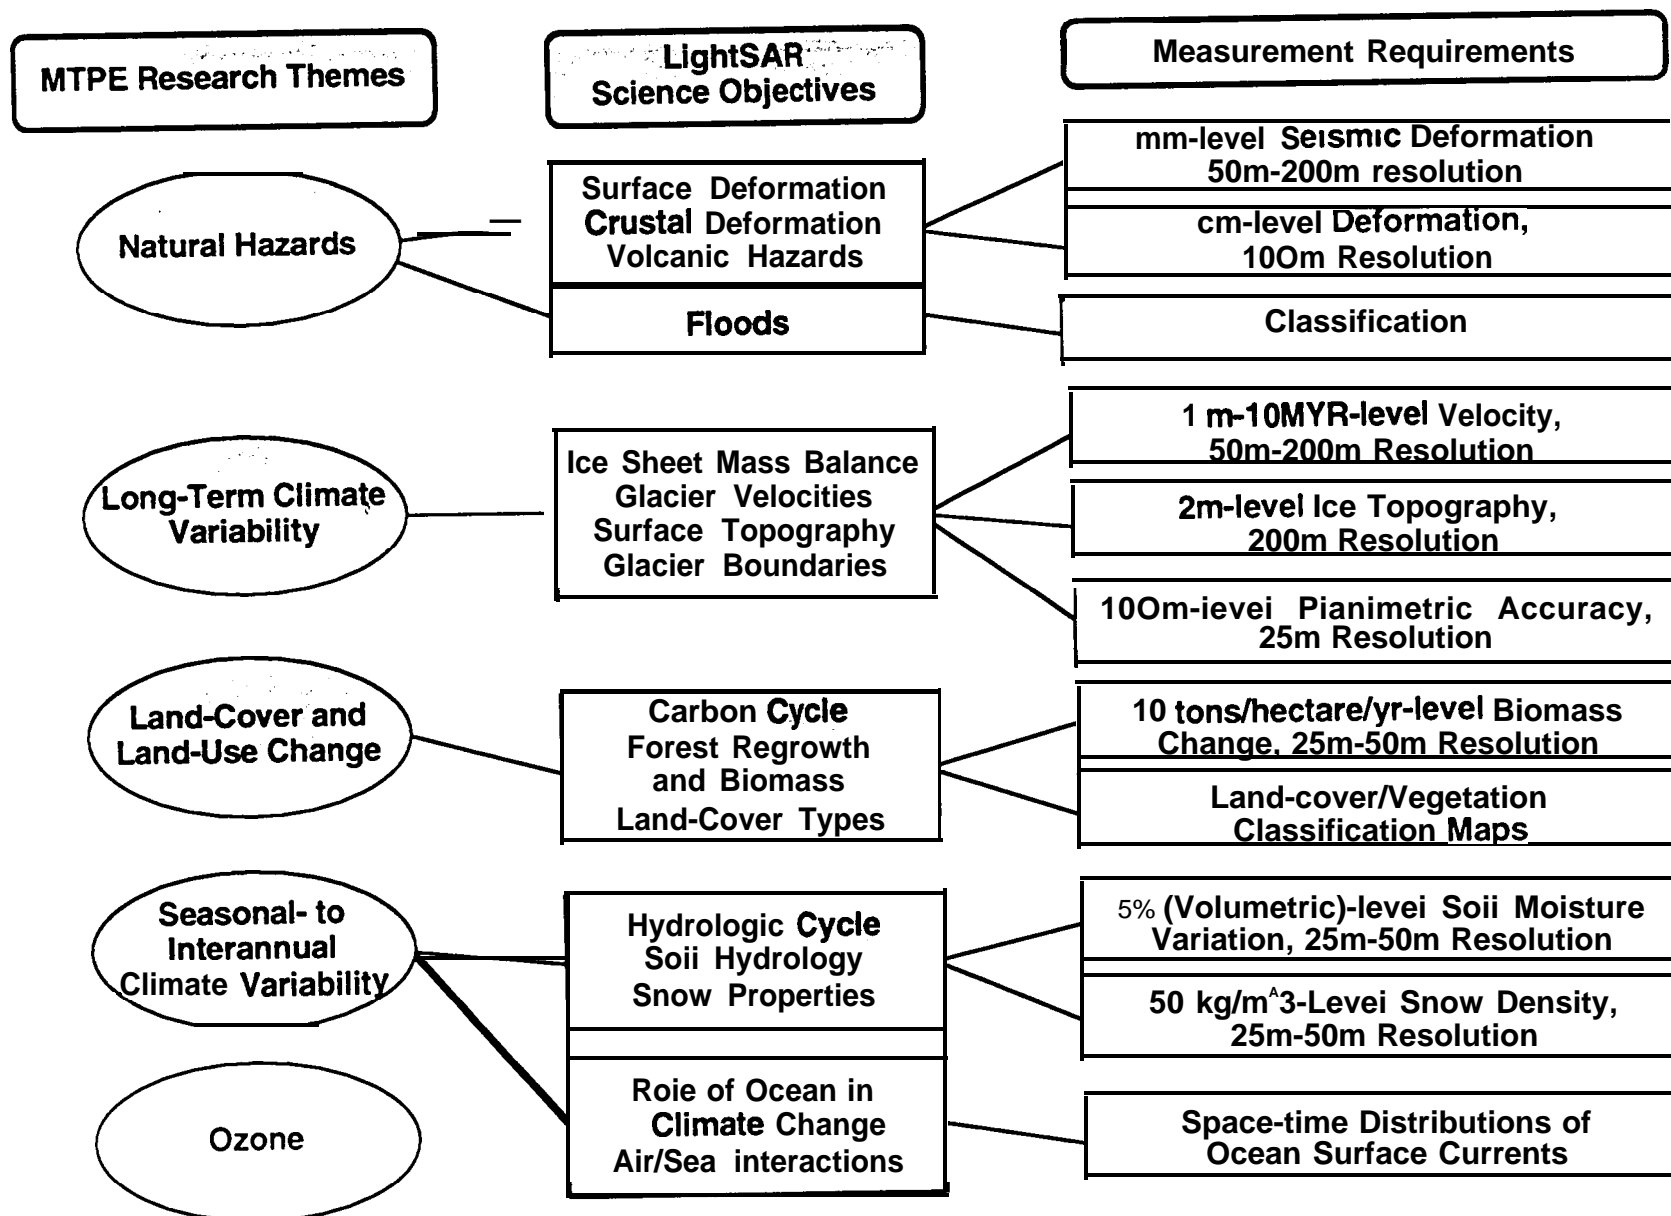 MTPE Research Themes
LightSAR
Science Objectives
Measurement Requirements
Natural Hazards
Surface Deformation
Crustal Deformation
Volcanic Hazards
Floods
mm-level Seismic Deformation
50m-200m resolution
cm-level Deformation,
10Om Resolution
Classification
Long-Term Climate
Variability
Ice Sheet Mass Balance
Glacier Velocities
Surface Topography
Glacier Boundaries
1 m-10MYR-level Velocity,
50m-200m Resolution
2m-level Ice Topography,
200m Resolution
10Om-ievei Pianimetric Accuracy,
25m Resolution
Land-Cover and
Land-Use Change
Carbon Cycle
Forest Regrowth
and Biomass
Land-Cover Types
10 tons/hectare/yr-level Biomass
Change, 25m-50m Resolution
Land-cover/Vegetation
Classification Maps
Seasonal- to
Interannual
Climate Variability
Hydrologic Cycle
Soii Hydrology
Snow Properties
Roie of Ocean in
Climate Change
Air/Sea interactions
5% (Volumetric)-levei Soii Moisture
Variation, 25m-50m Resolution
50 kg/m^A3-Levei Snow Density,
25m-50m Resolution
Space-time Distributions of
Ocean Surface Currents
Ozone